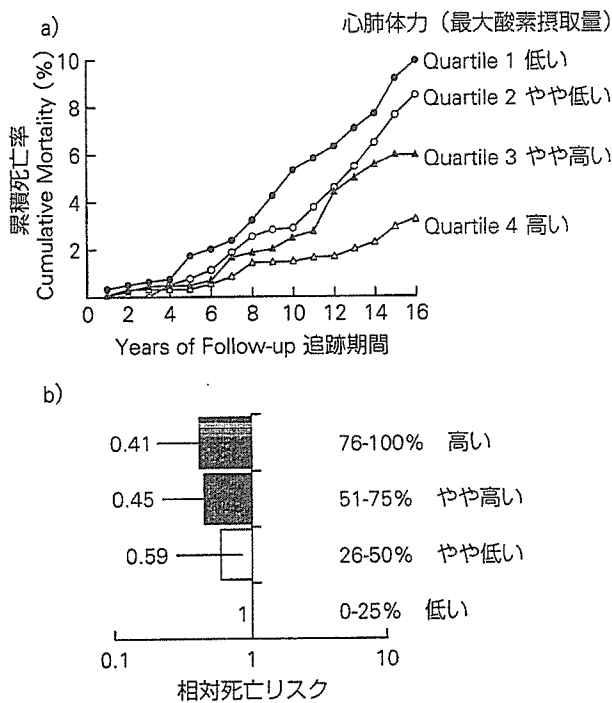 a)
心肺体力（最大酸素摂取量）
累積死亡率
Cumulative Mortality (%)
10
8
6
4
2
Quartile 1 低い
Quartile 2 やや低い
Quartile 3 やや高い
Quartile 4 高い
0 2 4 6 8 10 12 14 16
Years of Follow-up 追跡期間
b)
0.41 76-100% 高い
0.45 51-75% やや高い
0.59 26-50% やや低い
1 0-25% 低い
0.1 1 10
相対死亡リスク